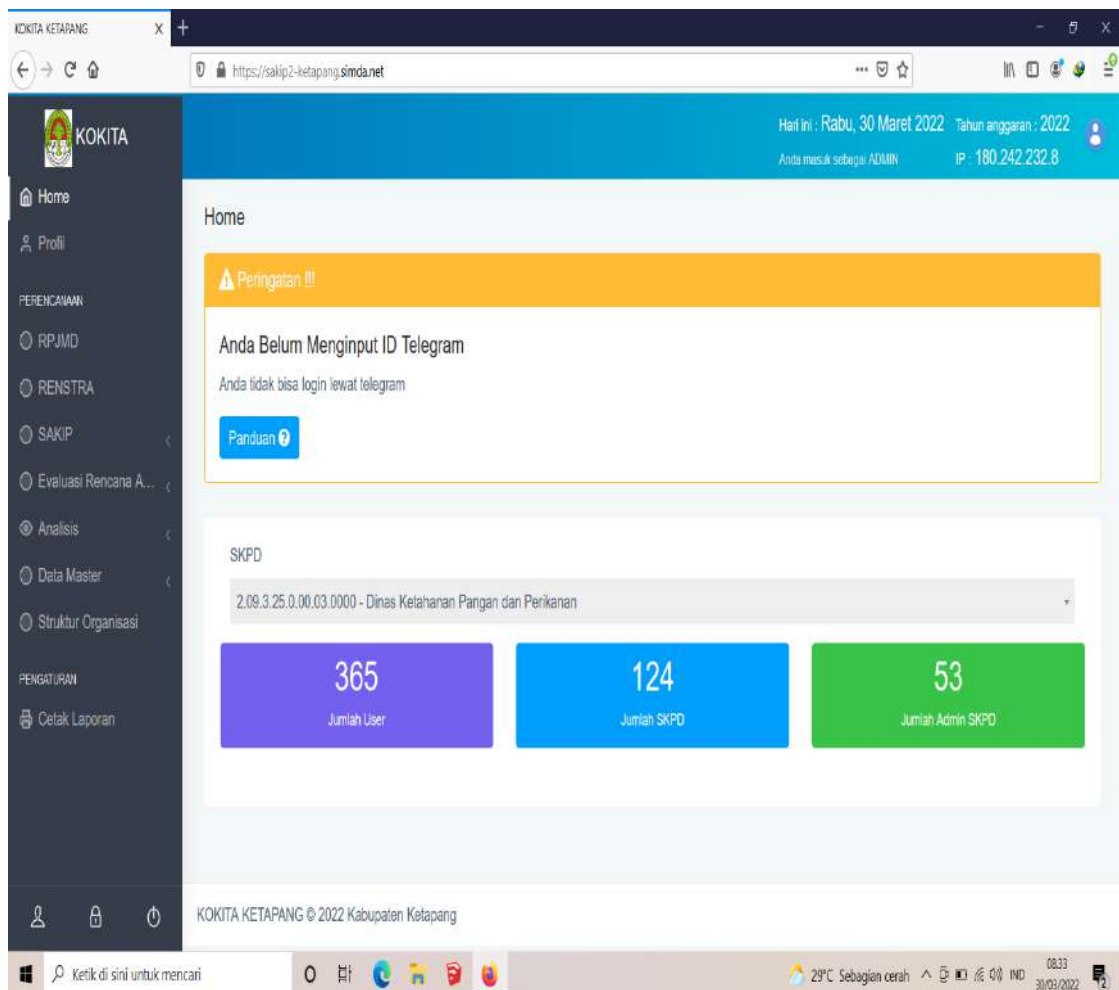 KOKITA KETAPANG
https://sakip2-ketapang.simda.net
KOKITA
Hari ini : Rabu, 30 Maret 2022 Tahun anggaran : 2022
Anda masuk sebagai ADMIN IP : 180.242.232.8
Home
Profil
PERENCANAAN
RPJMD
RENSTRA
SAKIP
Evaluasi Rencana A...
Analisis
Data Master
Struktur Organisasi
PENGATURAN
Cetak Laporan
Home
Peringatan !!!
Anda Belum Menginput ID Telegram
Anda tidak bisa login lewat telegram
Panduan
SKPD
2.09.3.25.0.00.03.0000 - Dinas Ketahanan Pangan dan Perikanan
365
Jumlah User
124
Jumlah SKPD
53
Jumlah Admin SKPD
KOKITA KETAPANG © 2022 Kabupaten Ketapang
Ketik di sini untuk mencari
29°C Sebagian cerah
IND
08.33
30/03/2022
2